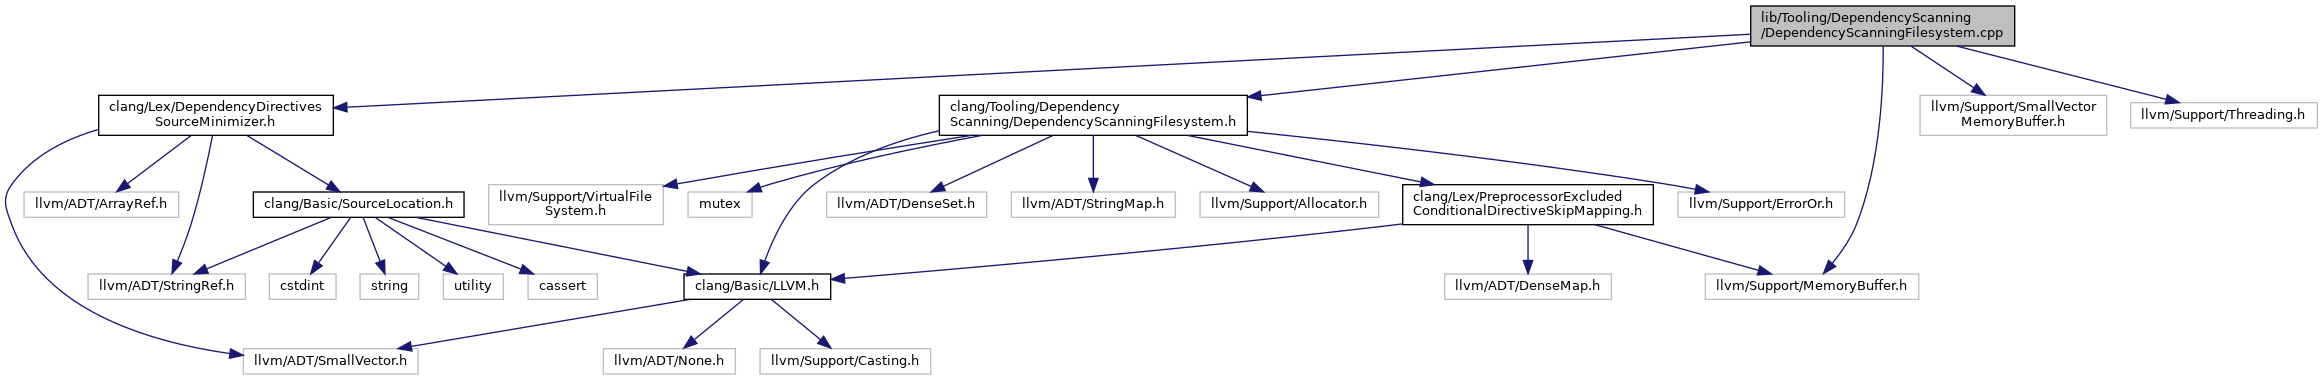 lib/Tooling/DependencyScanning
/DependencyScanningFilesystem.cpp
clang/Lex/DependencyDirectives
SourceMinimizer.h
clang/Tooling/Dependency
Scanning/DependencyScanningFilesystem.h
llvm/Support/SmallVector
MemoryBuffer.h
llvm/Support/Threading.h
llvm/ADT/ArrayRef.h
clang/Basic/SourceLocation.h
llvm/Support/VirtualFile
System.h
mutex
llvm/ADT/DenseSet.h
llvm/ADT/StringMap.h
llvm/Support/Allocator.h
clang/Lex/PreprocessorExcluded
ConditionalDirectiveSkipMapping.h
llvm/Support/ErrorOr.h
llvm/ADT/StringRef.h
cstdint
string
utility
cassert
clang/Basic/LLVM.h
llvm/ADT/DenseMap.h
llvm/Support/MemoryBuffer.h
llvm/ADT/SmallVector.h
llvm/ADT/None.h
llvm/Support/Casting.h